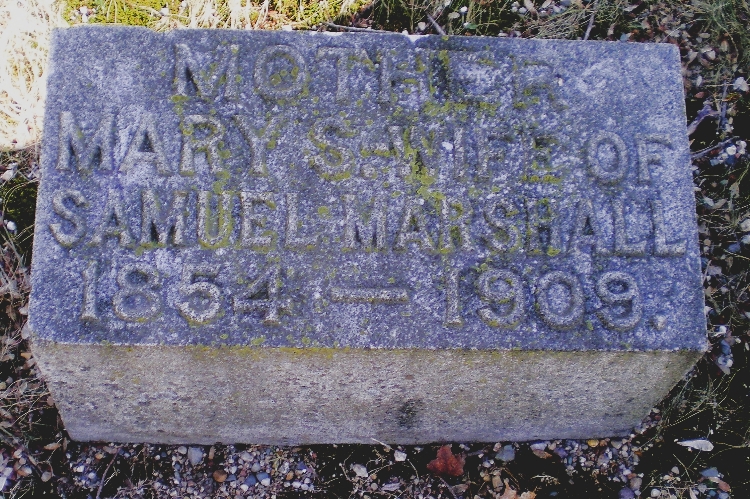 MOTHER
MARY S. WIFE OF
SAMUEL MARSHALL
1854 — 1909.